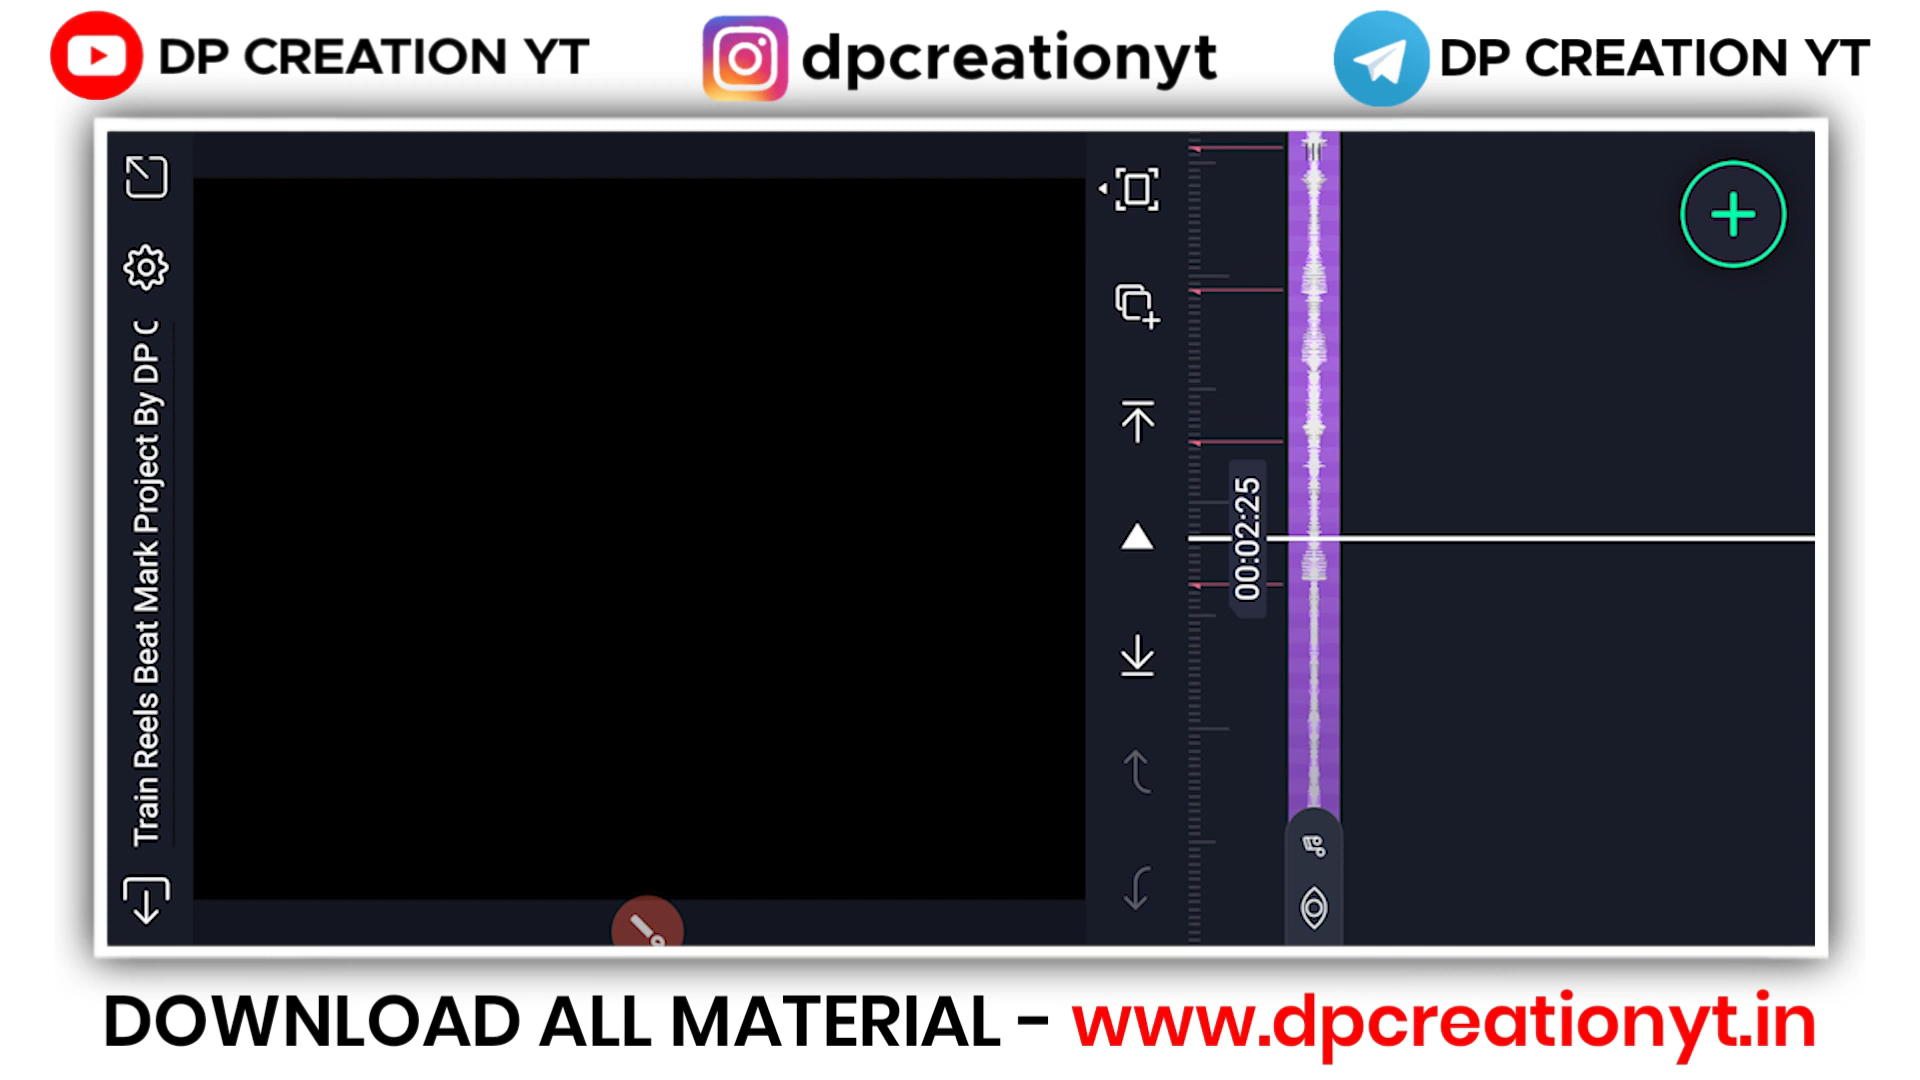 DP CREATION YT
dpcreationyt
DP CREATION YT
Train Reels Beat Mark Project By DP
00:02:25
DOWNLOAD ALL MATERIAL - www.dpcreationyt.in